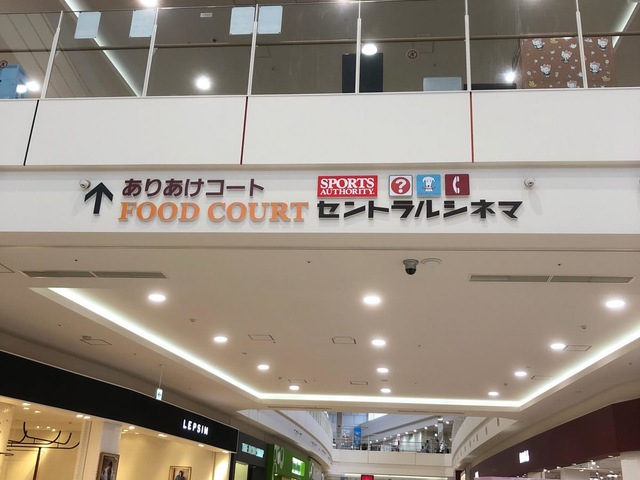 ありあけコート
FOOD COURT
SPORTS
AUTHORITY.
?
セントラルシネマ
LEPSIM